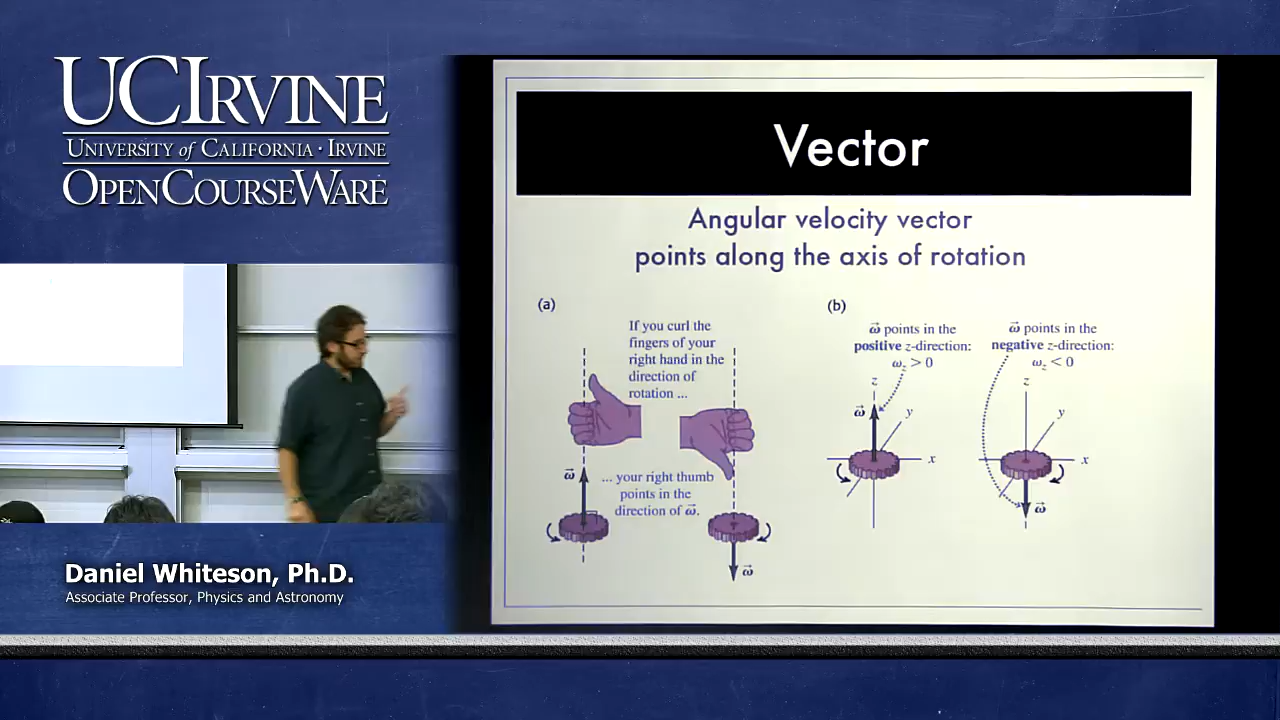 UCIRVINE
UNIVERSITY of CALIFORNIA · IRVINE
OPENCOURSEWARE
Daniel Whiteson, Ph.D.
Associate Professor, Physics and Astronomy
Vector
Angular velocity vector
points along the axis of rotation
(a)
If you curl the
fingers of your
right hand in the
direction of
rotation ...
ω⃗ ... your right thumb
points in the
direction of ω⃗.
ω⃗
(b)
ω⃗ points in the
positive z-direction:
ω_z > 0
z
ω⃗
y
x
ω⃗ points in the
negative z-direction:
ω_z < 0
z
y
x
ω⃗